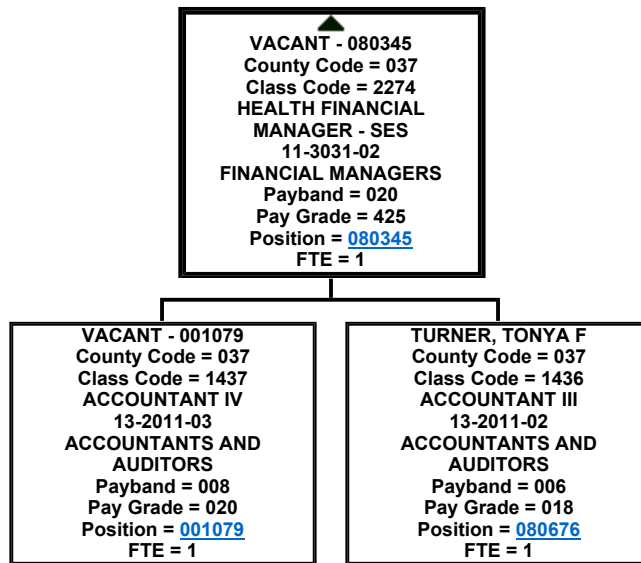 VACANT - 080345
County Code = 037
Class Code = 2274
HEALTH FINANCIAL
MANAGER - SES
11-3031-02
FINANCIAL MANAGERS
Payband = 020
Pay Grade = 425
Position = 080345
FTE = 1
VACANT - 001079
County Code = 037
Class Code = 1437
ACCOUNTANT IV
13-2011-03
ACCOUNTANTS AND
AUDITORS
Payband = 008
Pay Grade = 020
Position = 001079
FTE = 1
TURNER, TONYA F
County Code = 037
Class Code = 1436
ACCOUNTANT III
13-2011-02
ACCOUNTANTS AND
AUDITORS
Payband = 006
Pay Grade = 018
Position = 080676
FTE = 1